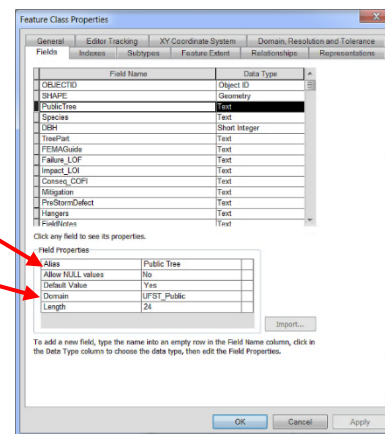 Feature Class Properties
General Editor Tracking XY Coordinate System Domain, Resolution and Tolerance
Fields Indexes Subtypes Feature Extent Relationships Representations
Field Name Data Type
OBJECTID Object ID
SHAPE Geometry
PublicTree Text
Species Text
DBH Short Integer
TreePart Text
FEMAGuide Text
Failure_LOF Text
Impact_LOI Text
Conseq_COFI Text
Mitigation Text
PreStormDefect Text
Hangers Text
FieldNotes Text
Click any field to see its properties.
Field Properties
Alias Public Tree
Allow NULL values No
Default Value Yes
Domain UFST_Public
Length 24
Import...
To add a new field, type the name into an empty row in the Field Name column, click in
the Data Type column to choose the data type, then edit the Field Properties.
OK Cancel Apply